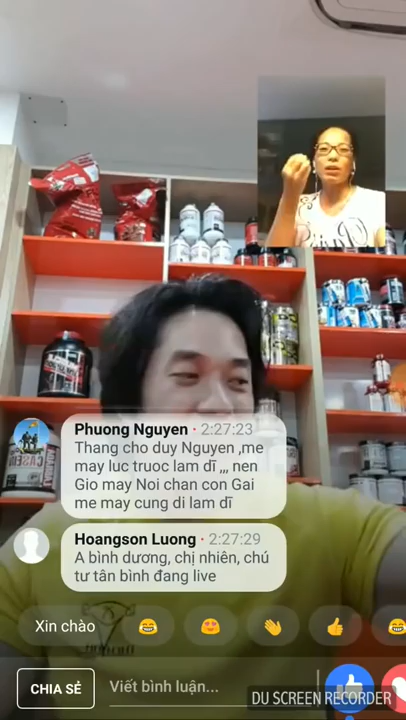 Phuong Nguyen · 2:27:23
Thang cho duy Nguyen ,me
may luc truoc lam dĩ ,,, nen
Gio may Noi chan con Gai
me may cung di lam dĩ
Hoangson Luong · 2:27:29
A bình dương, chị nhiên, chú
tư tân bình đang live
Xin chào
CHIA SẺ
Viết bình luận...
DU SCREEN RECORDER